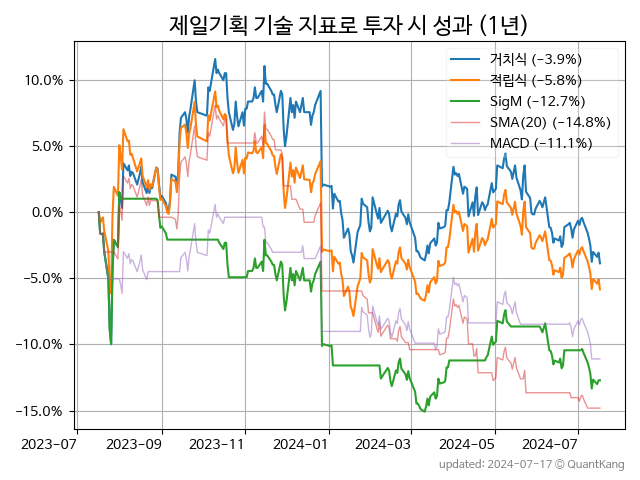 제일기획 기술 지표로 투자 시 성과 (1년)
거치식 (−3.9%)
적립식 (−5.8%)
SigM (−12.7%)
SMA(20) (−14.8%)
MACD (−11.1%)
10.0%
5.0%
0.0%
−5.0%
−10.0%
−15.0%
2023-07 2023-09 2023-11 2024-01 2024-03 2024-05 2024-07
updated: 2024-07-17 © QuantKang